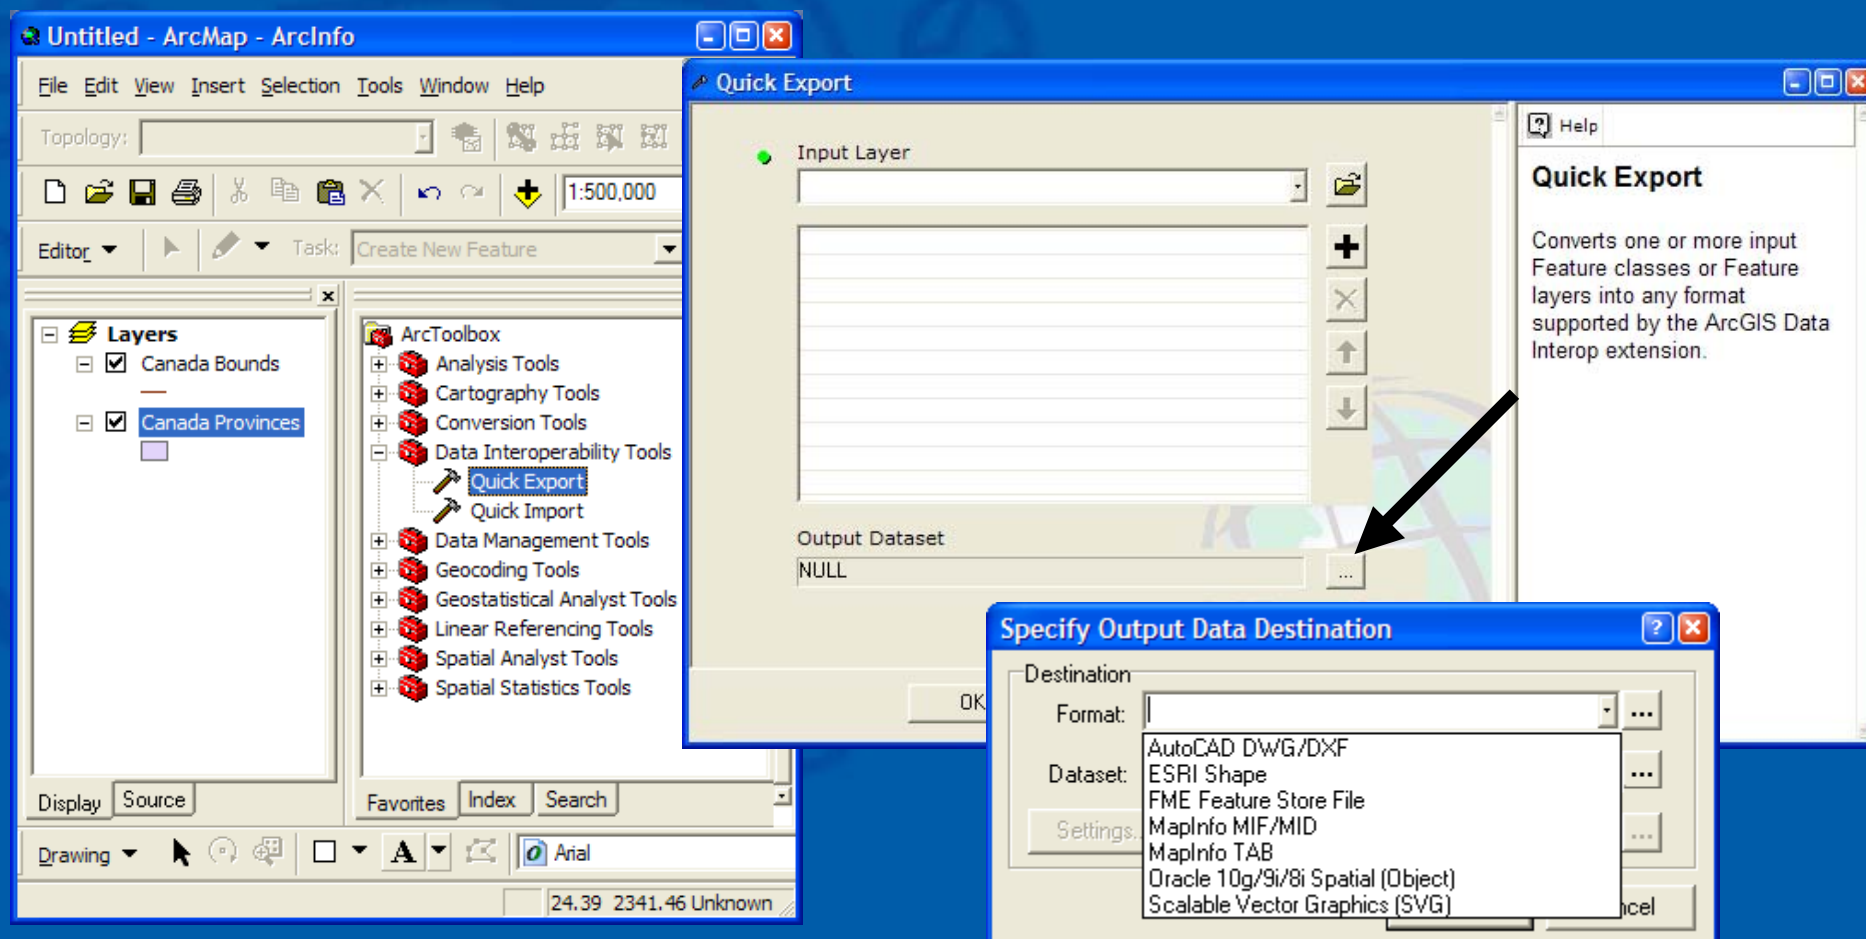 Untitled - ArcMap - ArcInfo
File Edit View Insert Selection Tools Window Help
Topology:
1:500,000
Editor Task: Create New Feature
Layers
Canada Bounds
Canada Provinces
Display Source
ArcToolbox
Analysis Tools
Cartography Tools
Conversion Tools
Data Interoperability Tools
Quick Export
Quick Import
Data Management Tools
Geocoding Tools
Geostatistical Analyst Tools
Linear Referencing Tools
Spatial Analyst Tools
Spatial Statistics Tools
Favorites Index Search
Drawing A Arial
24.39 2341.46 Unknown
Quick Export
Input Layer
Output Dataset
NULL
...
OK
Help
Quick Export
Converts one or more input
Feature classes or Feature
layers into any format
supported by the ArcGIS Data
Interop extension.
Specify Output Data Destination
Destination
Format: ...
AutoCAD DWG/DXF
Dataset: ESRI Shape ...
FME Feature Store File
Settings.. MapInfo MIF/MID ...
MapInfo TAB
Oracle 10g/9i/8i Spatial (Object)
Scalable Vector Graphics (SVG)
ncel